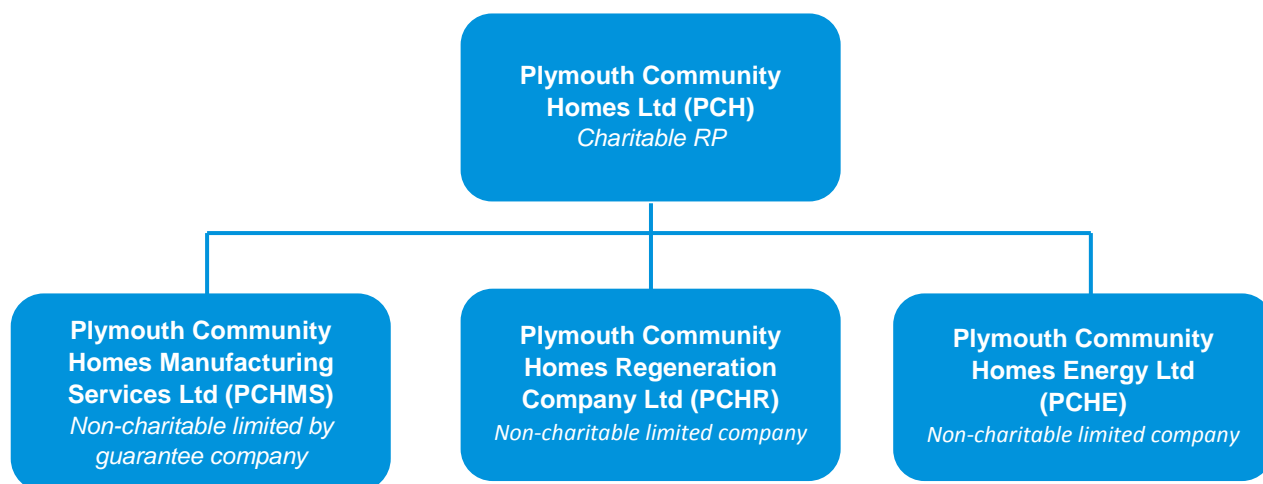 Plymouth Community
Homes Ltd (PCH)
Charitable RP
Plymouth Community
Homes Manufacturing
Services Ltd (PCHMS)
Non-charitable limited by
guarantee company
Plymouth Community
Homes Regeneration
Company Ltd (PCHR)
Non-charitable limited company
Plymouth Community
Homes Energy Ltd
(PCHE)
Non-charitable limited company